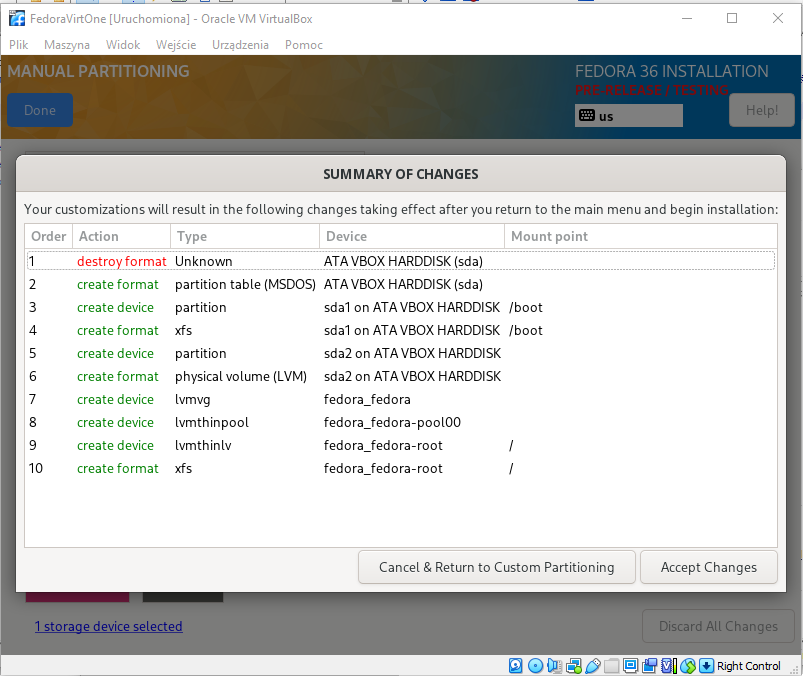 FedoraVirtOne [Uruchomiona] - Oracle VM VirtualBox
Plik Maszyna Widok Wejście Urządzenia Pomoc
MANUAL PARTITIONING
FEDORA 36 INSTALLATION
PRE-RELEASE / TESTING
Done
us
Help!
SUMMARY OF CHANGES
Your customizations will result in the following changes taking effect after you return to the main menu and begin installation:
Order Action Type Device Mount point
1 destroy format Unknown ATA VBOX HARDDISK (sda)
2 create format partition table (MSDOS) ATA VBOX HARDDISK (sda)
3 create device partition sda1 on ATA VBOX HARDDISK /boot
4 create format xfs sda1 on ATA VBOX HARDDISK /boot
5 create device partition sda2 on ATA VBOX HARDDISK
6 create format physical volume (LVM) sda2 on ATA VBOX HARDDISK
7 create device lvmvg fedora_fedora
8 create device lvmthinpool fedora_fedora-pool00
9 create device lvmthinlv fedora_fedora-root /
10 create format xfs fedora_fedora-root /
Cancel & Return to Custom Partitioning Accept Changes
1 storage device selected
Discard All Changes
Right Control